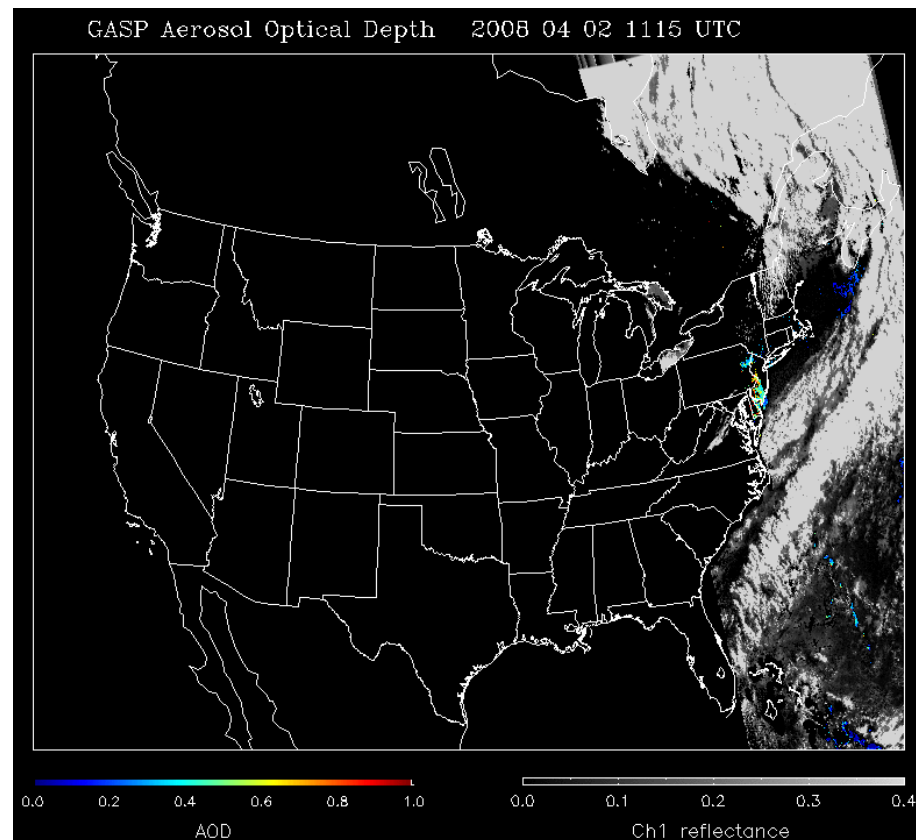 GASP Aerosol Optical Depth 2008 04 02 1115 UTC
0.0 0.2 0.4 0.6 0.8 1.0
AOD
0.0 0.1 0.2 0.3 0.4
Ch1 reflectance